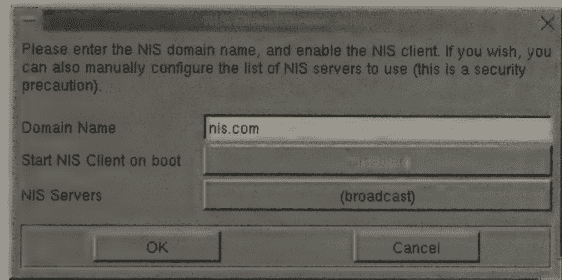 Please enter the NIS domain name, and enable the NIS client. If you wish, you
can also manually configure the list of NIS servers to use (this is a security
precaution).
Domain Name
nis.com
Start NIS Client on boot
NIS Servers
(broadcast)
OK
Cancel